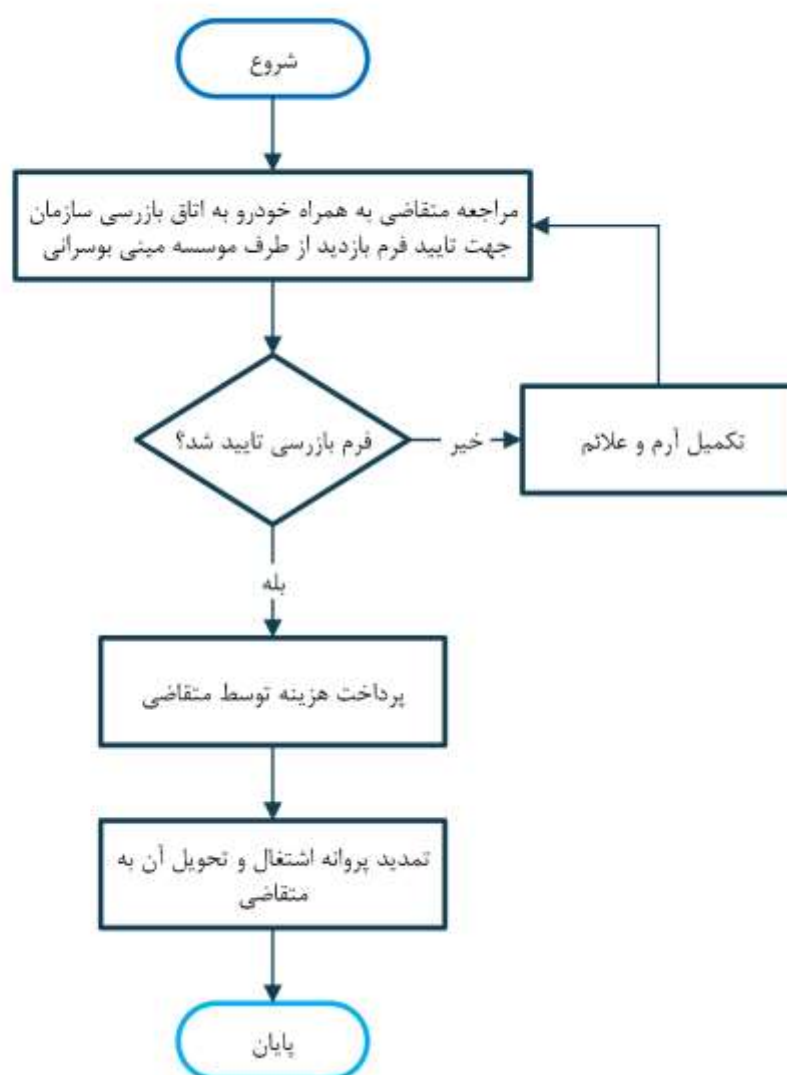 شروع
مراجعه متقاضی به همراه خودرو به اتاق بازرسی سازمان
جهت تایید فرم بازدید از طرف موسسه مینی بوسرانی
فرم بازرسی تایید شد؟
خیر
تکمیل آرم و علائم
بله
پرداخت هزینه توسط متقاضی
تمدید پروانه اشتغال و تحویل آن به
متقاضی
پایان